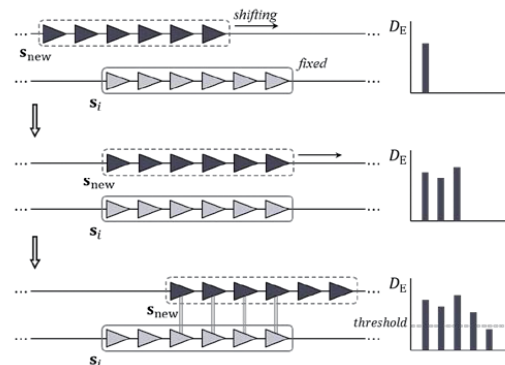 shifting
D_E
... ...
s_new
fixed
... ...
s_i
D_E
... ...
s_new
... ...
s_i
D_E
... ...
s_new
threshold
... ...
s_i